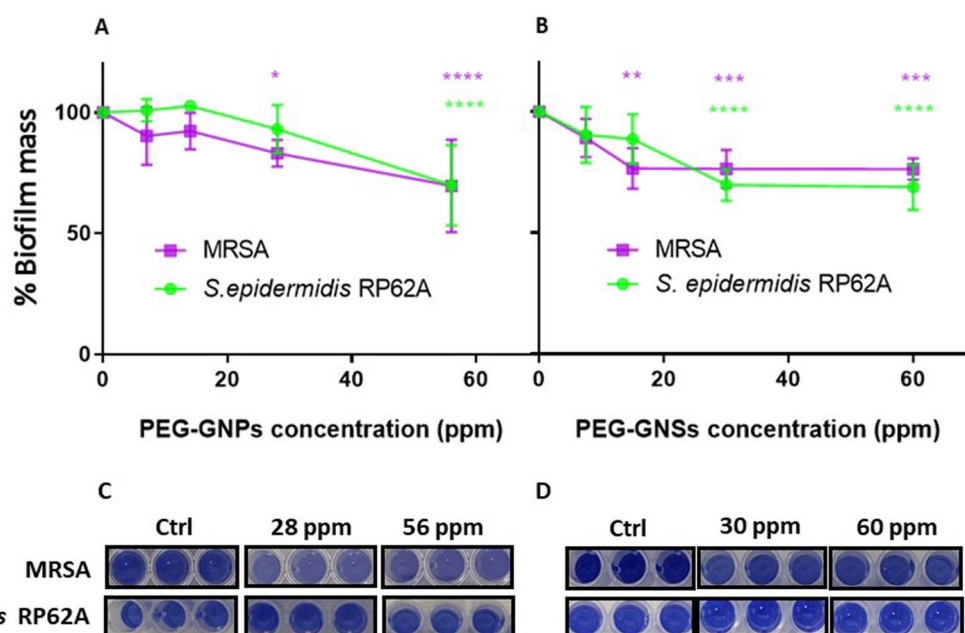 A
B
*
****
****
**
***
****
***
****
% Biofilm mass
100
50
0
MRSA
S.epidermidis RP62A
MRSA
S. epidermidis RP62A
0 20 40 60
0 20 40 60
PEG-GNPs concentration (ppm)
PEG-GNSs concentration (ppm)
C
D
Ctrl 28 ppm 56 ppm
Ctrl 30 ppm 60 ppm
MRSA
s RP62A